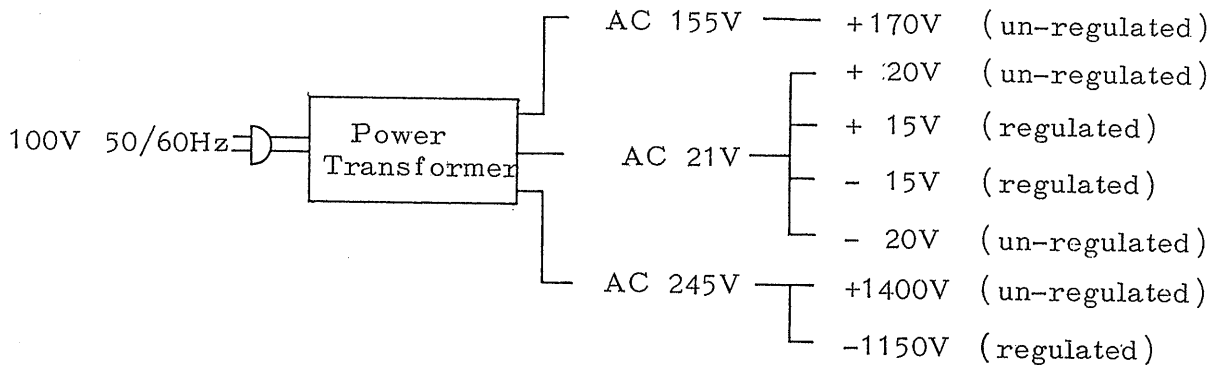 AC 155V +170V (un-regulated)
+ 20V (un-regulated)
100V 50/60Hz Power Transformer AC 21V + 15V (regulated)
- 15V (regulated)
- 20V (un-regulated)
AC 245V +1400V (un-regulated)
-1150V (regulated)